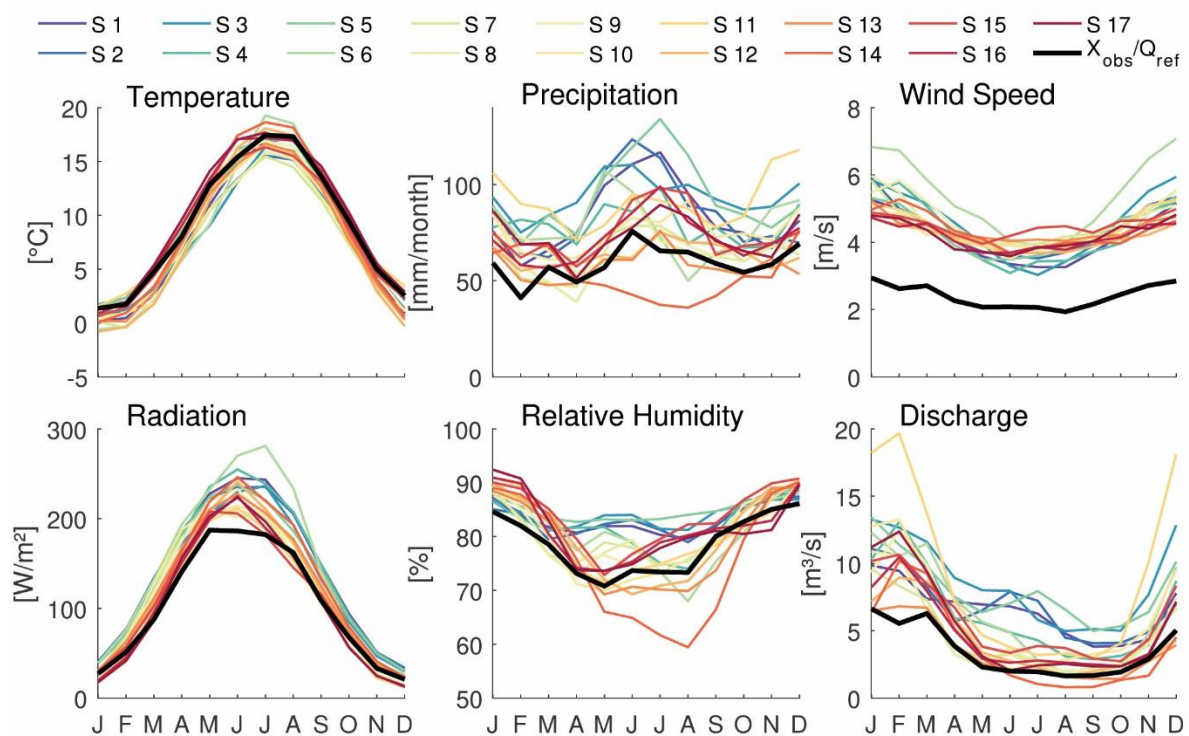 S 1 S 3 S 5 S 7 S 9 S 11 S 13 S 15 S 17
S 2 S 4 S 6 S 8 S 10 S 12 S 14 S 16 X_obs/Q_ref
Temperature Precipitation Wind Speed
[°C] [mm/month] [m/s]
20 100 8
15 6
10 50 4
5
0 2
-5 0 0
Radiation Relative Humidity Discharge
[W/m²] [%] [m³/s]
300 100 20
90 15
200 80
10
100 70
60 5
0 50 0
J F M A M J J A S O N D J F M A M J J A S O N D J F M A M J J A S O N D